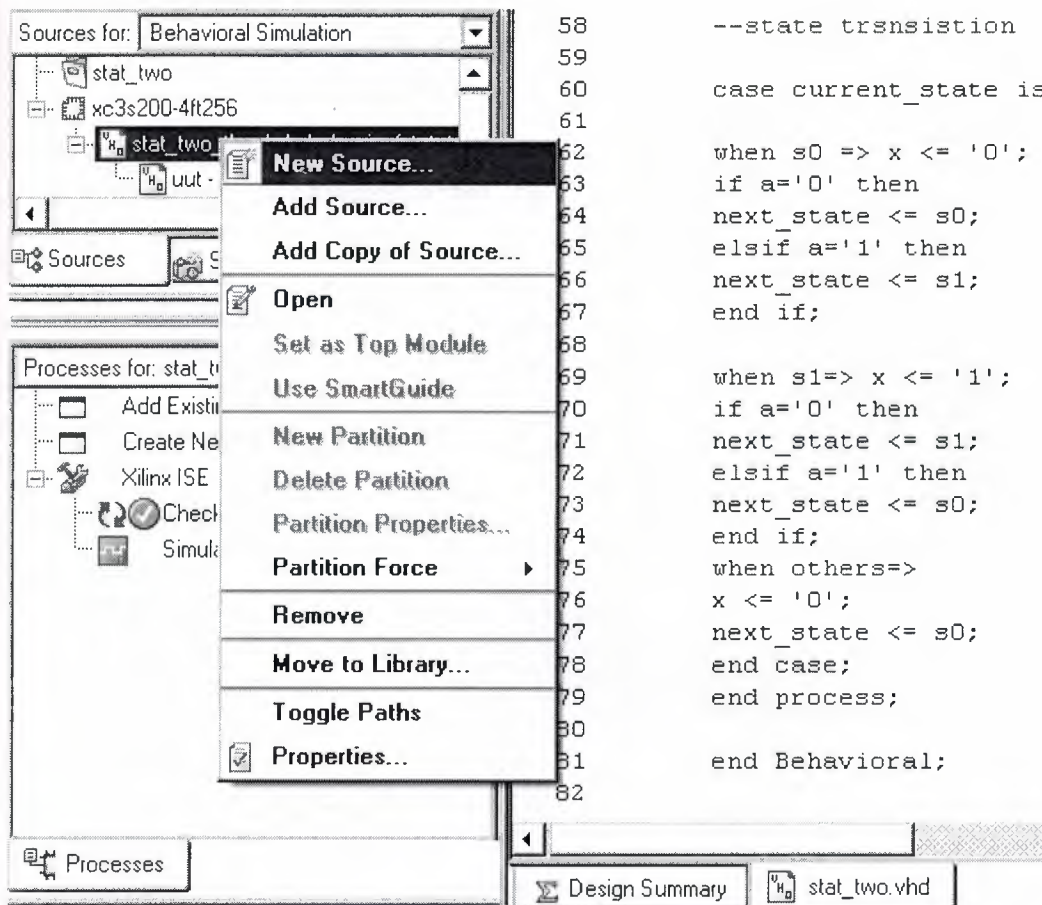 Sources for: Behavioral Simulation
stat_two
xc3s200-4ft256
stat_two
uut -
Sources
Processes for:
Add
Create
Xilinx ISE
New Source...
Add Source...
Add Copy of Source...
Open
Set as Top Module
Use SmartGuide
New Partition
Delete Partition
Partition Properties...
Partition Force
Remove
Move to Library...
Toggle Paths
Properties...
Processes
58 --state trsnsistion
59
60 case current_state is
61
62 when s0 => x <= '0';
63 if a='0' then
64 next_state <= s0;
65 elsif a='1' then
66 next_state <= s1;
67 end if;
68
69 when s1=> x <= '1';
70 if a='0' then
71 next_state <= s1;
72 elsif a='1' then
73 next_state <= s0;
74 end if;
75 when others=>
76 x <= '0';
77 next_state <= s0;
78 end case;
79 end process;
80
81 end Behavioral;
82
Design Summary
stat_two.vhd